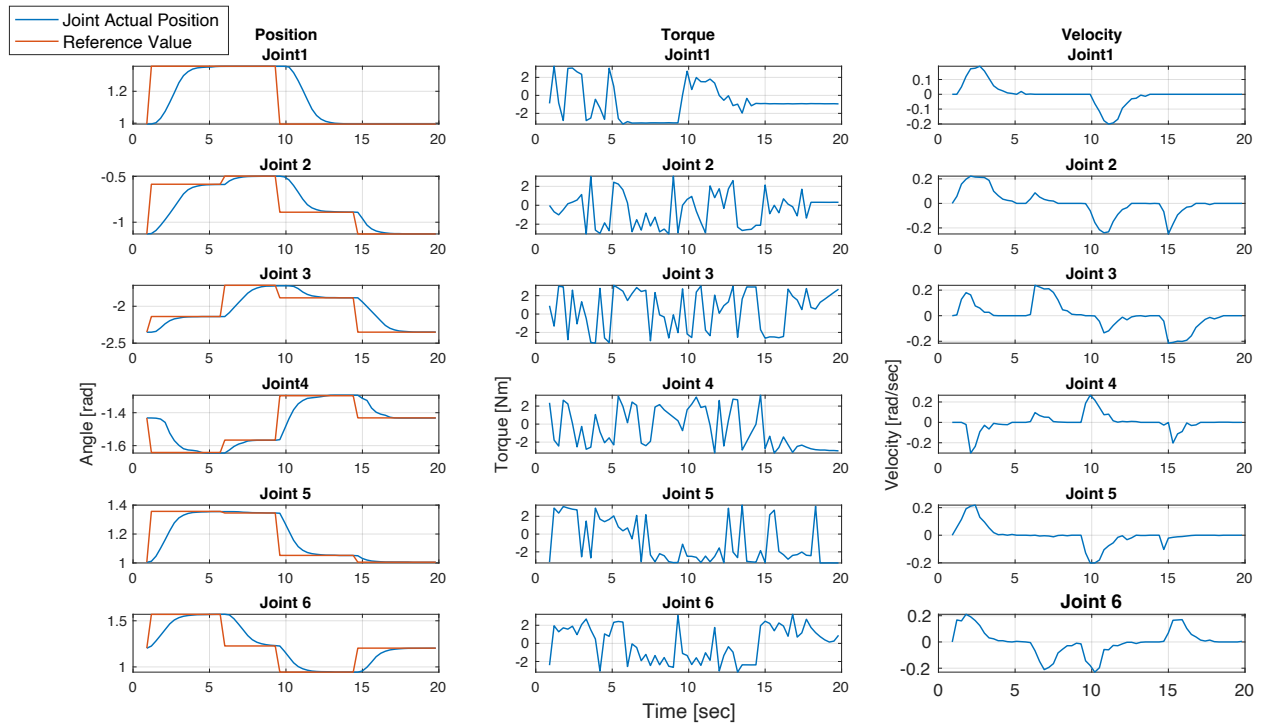 Joint Actual Position
Reference Value
Position
Joint1
1.2
1
0 5 10 15 20
Torque
Joint1
2
0
-2
0 5 10 15 20
Velocity
Joint1
0.1
0
-0.1
-0.2
0 5 10 15 20
Joint 2
-0.5
-1
0 5 10 15 20
Joint 2
2
0
-2
0 5 10 15 20
Joint 2
0.2
0
-0.2
0 5 10 15 20
Joint 3
-2
-2.5
0 5 10 15 20
Joint 3
2
0
-2
0 5 10 15 20
Joint 3
0.2
0
-0.2
0 5 10 15 20
Joint4
-1.4
-1.6
0 5 10 15 20
Angle [rad]
Joint 4
2
0
-2
0 5 10 15 20
Torque [Nm]
Joint 4
0.2
0
-0.2
0 5 10 15 20
Velocity [rad/sec]
Joint 5
1.4
1.2
1
0 5 10 15 20
Joint 5
2
0
-2
0 5 10 15 20
Joint 5
0.2
0
-0.2
0 5 10 15 20
Joint 6
1.5
1
0 5 10 15 20
Joint 6
2
0
-2
0 5 10 15 20
Joint 6
0.2
0
-0.2
0 5 10 15 20
Time [sec]